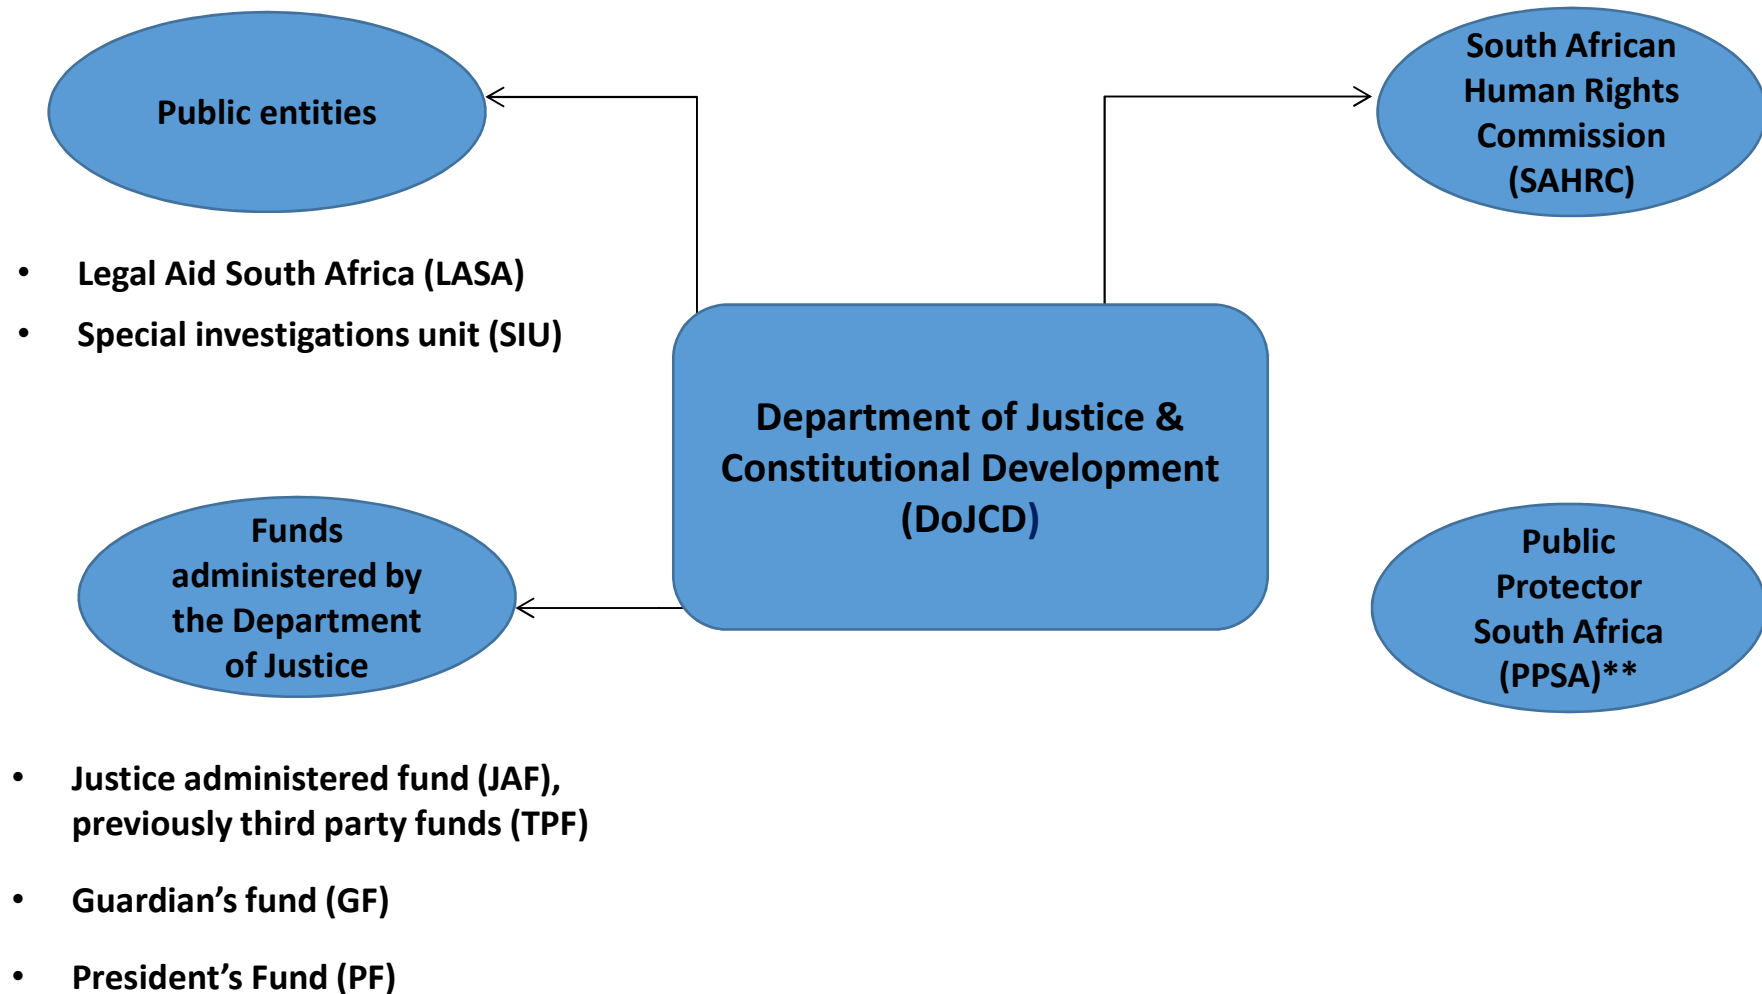 Public entities
South African
Human Rights
Commission
(SAHRC)
• Legal Aid South Africa (LASA)
• Special investigations unit (SIU)
Department of Justice &
Constitutional Development
(DoJCD)
Funds
administered by
the Department
of Justice
Public
Protector
South Africa
(PPSA)**
• Justice administered fund (JAF),
previously third party funds (TPF)
• Guardian’s fund (GF)
• President’s Fund (PF)